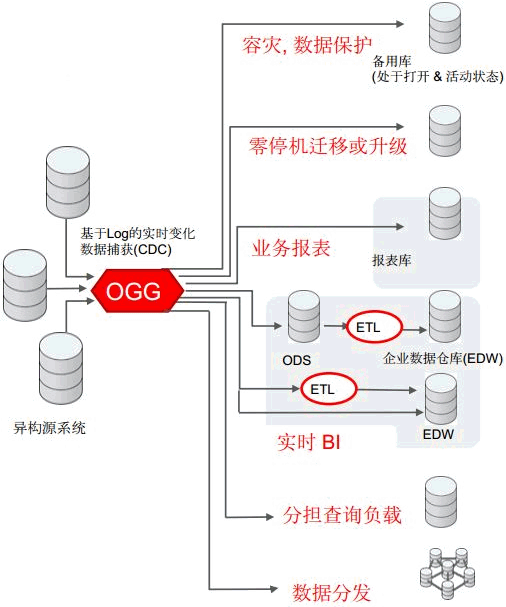 容灾, 数据保护
备用库
(处于打开 & 活动状态)
零停机迁移或升级
基于Log的实时变化
数据捕获(CDC)
业务报表
报表库
OGG
ODS
ETL
企业数据仓库(EDW)
ETL
EDW
异构源系统
实时 BI
分担查询负载
数据分发